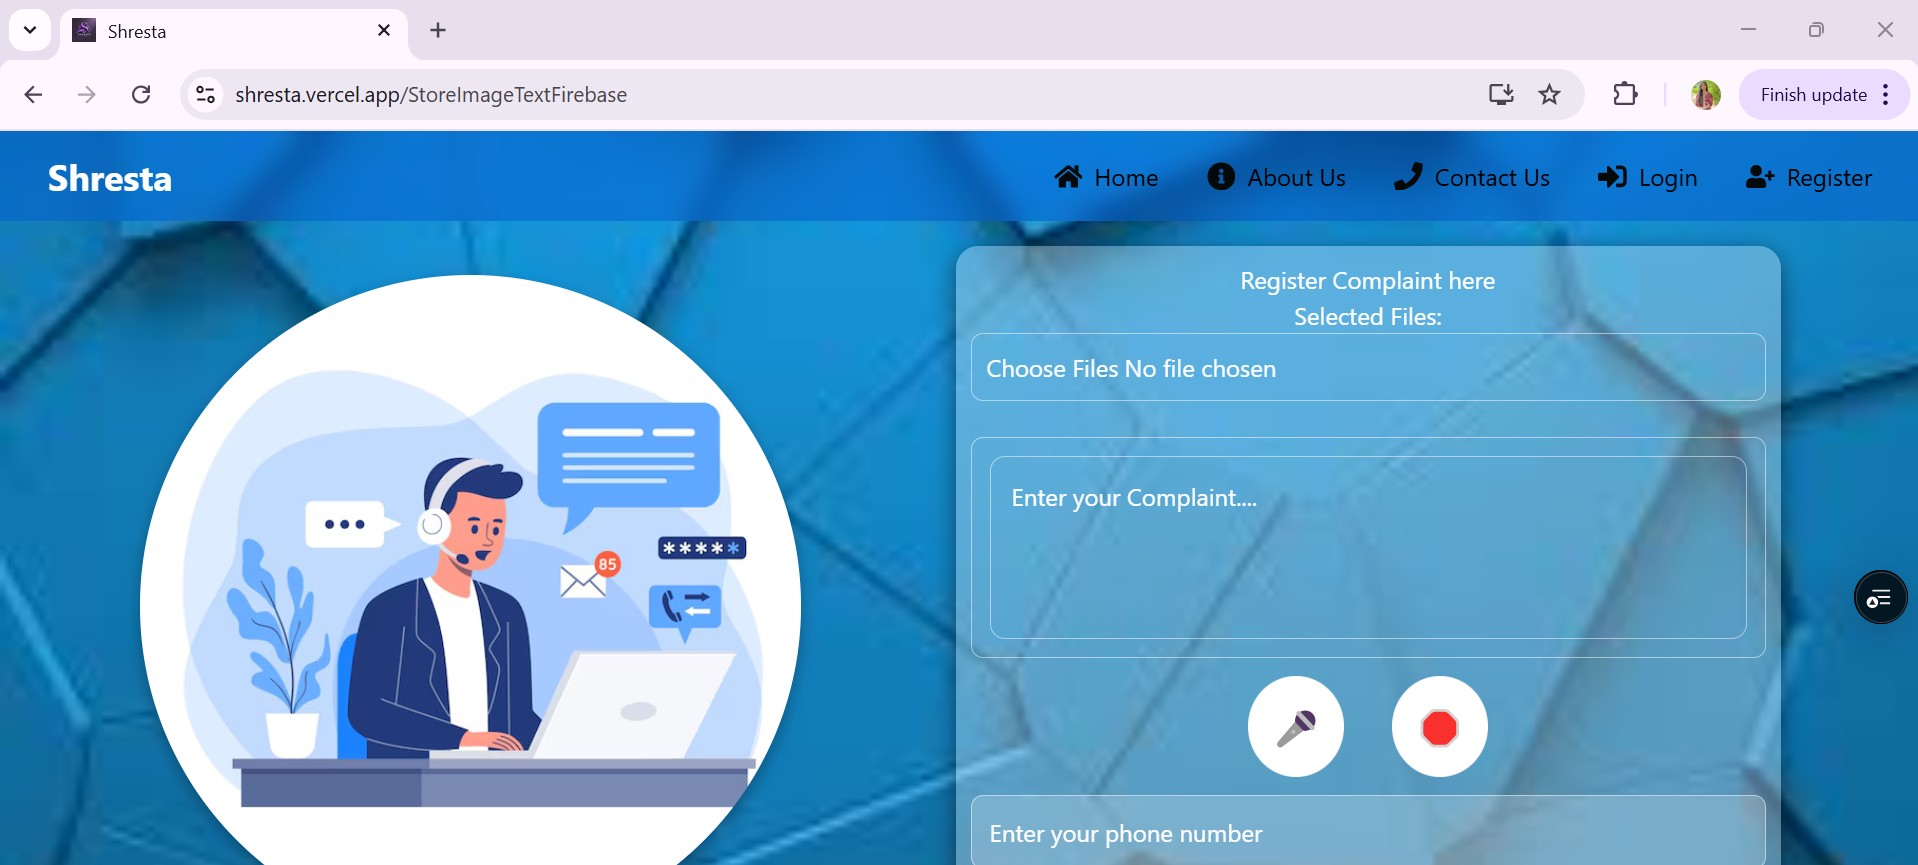 Shresta
shresta.vercel.app/StoreImageTextFirebase
Finish update
Shresta
Home
About Us
Contact Us
Login
Register
Register Complaint here
Selected Files:
Choose Files No file chosen
Enter your Complaint....
85
*****
Enter your phone number